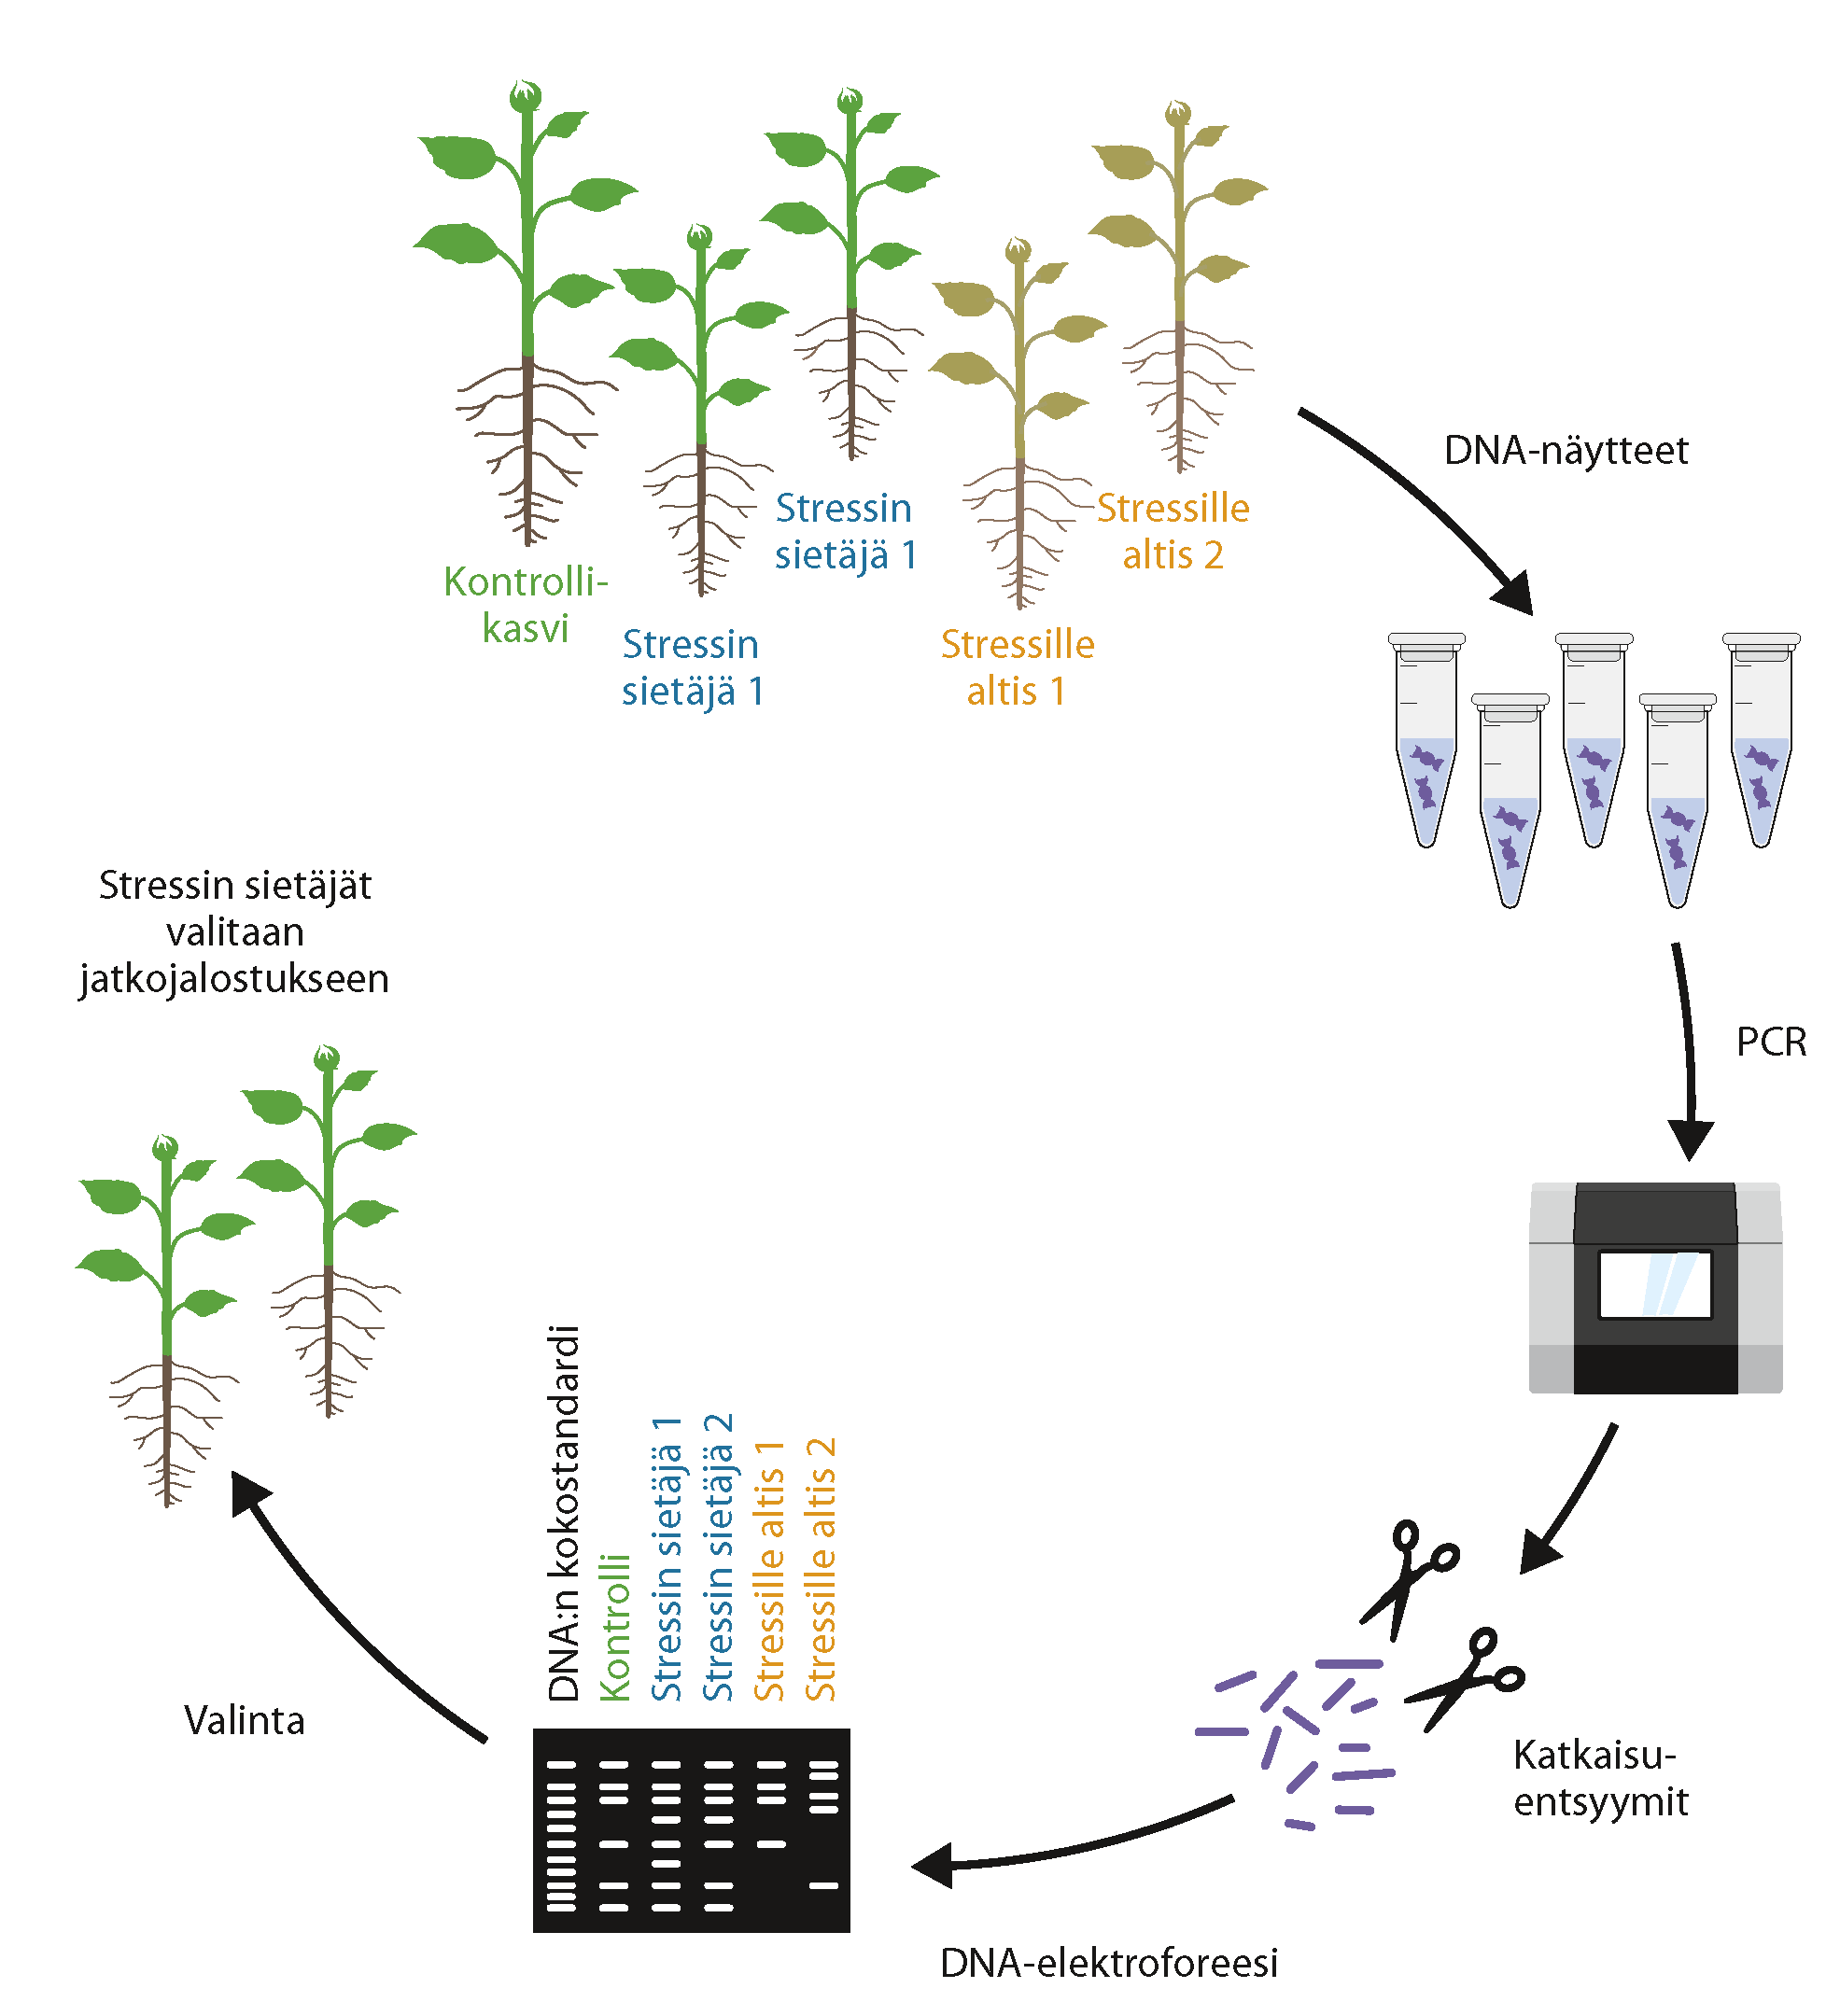 DNA-näytteet
Stressin
sietäjä 1
Stressille
altis 2
Kontrolli-
kasvi
Stressin
sietäjä 1
Stressille
altis 1
PCR
Stressin sietäjät
valitaan
jatkojalostukseen
DNA:n kokostandardi
Kontrolli
Stressin sietäjä 1
Stressin sietäjä 2
Stressille altis 1
Stressille altis 2
Valinta
Katkaisu-
entsyymit
DNA-elektroforeesi